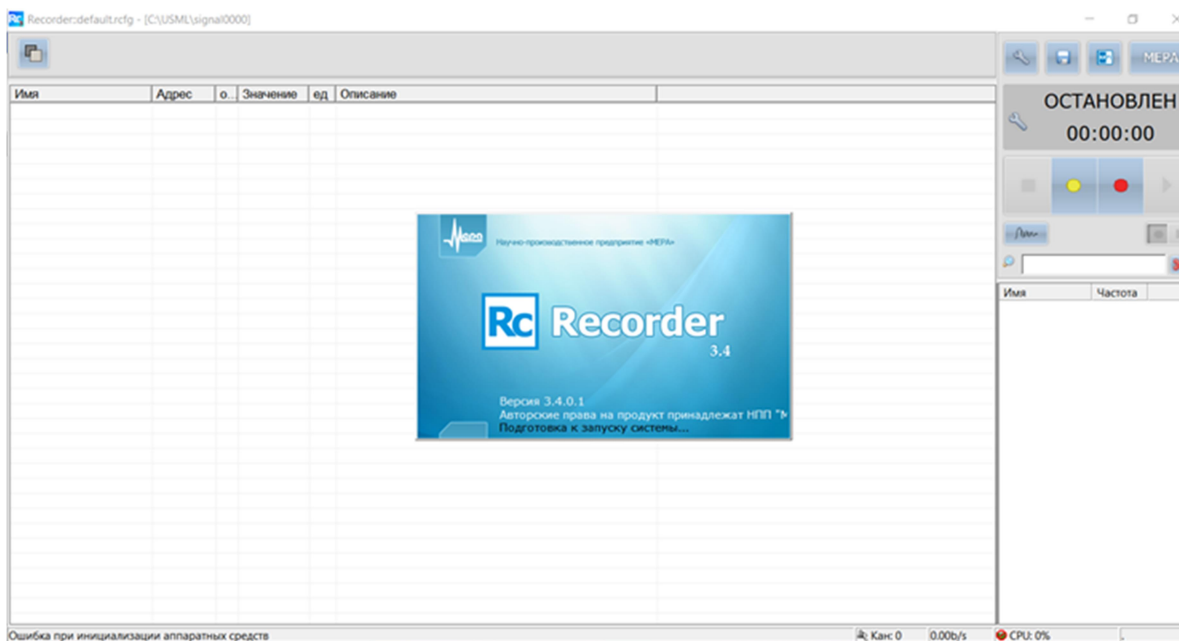 Recorder:default.rcfg - [C:\USML\signal0000]
МЕРА
Имя Адрес о... Значение ед Описание
ОСТАНОВЛЕН
00:00:00
Мера
Научно-производственное предприятие «МЕРА»
Rc Recorder
3.4
Версия 3.4.0.1
Авторские права на продукт принадлежат НПП "М
Подготовка к запуску системы...
Имя Частота
Ошибка при инициализации аппаратных средств
Кан: 0 0.00b/s CPU: 0%